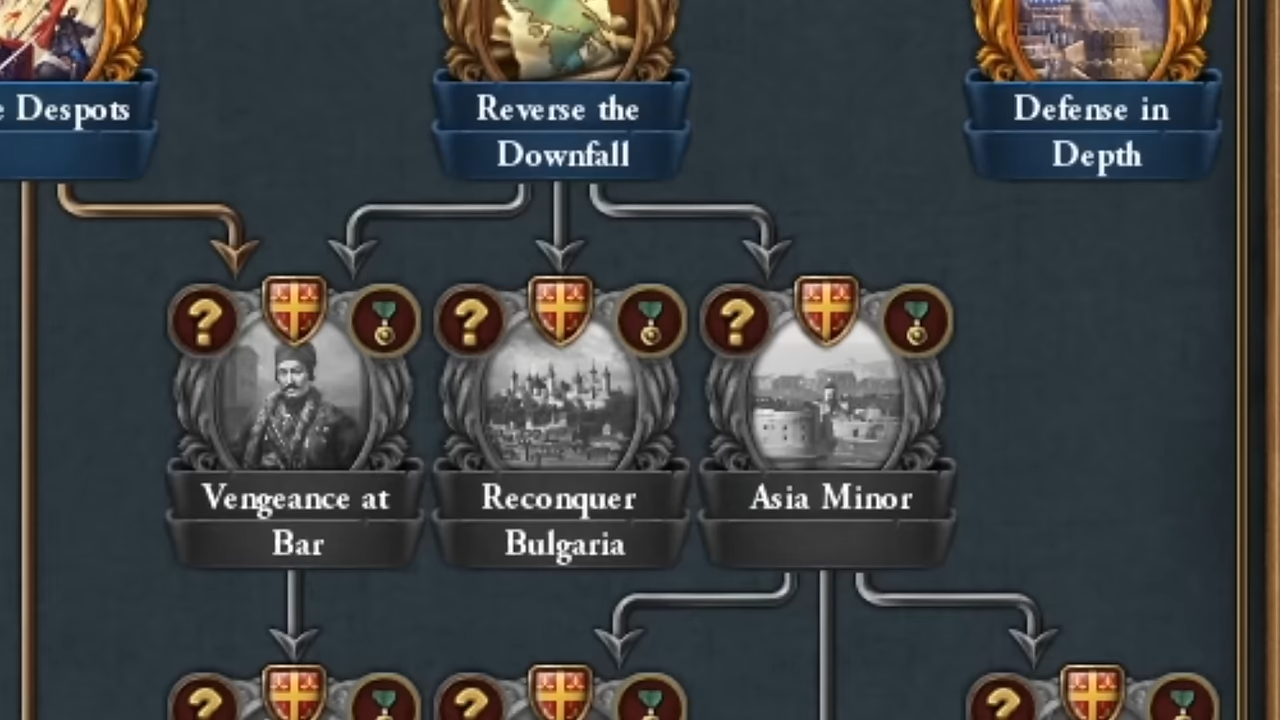 e Despots
Reverse the
Downfall
Defense in
Depth
Vengeance at
Bar
Reconquer
Bulgaria
Asia Minor